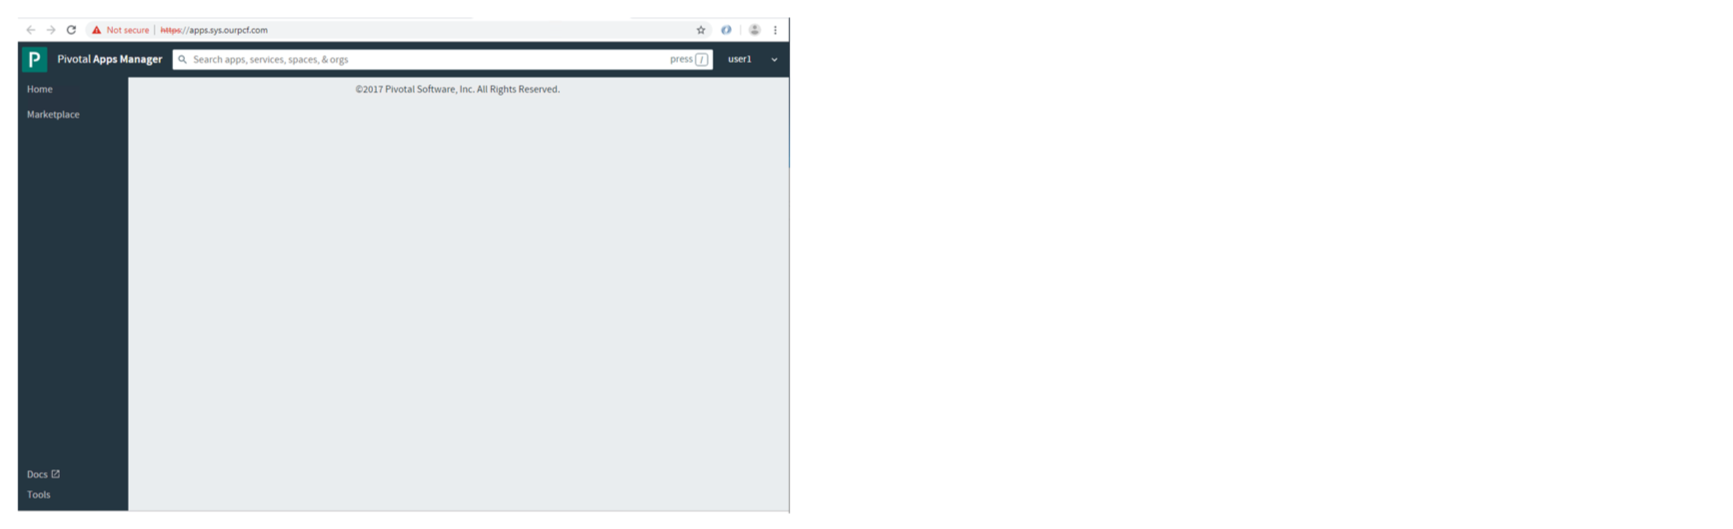 Not secure | https://apps.sys.ourpcf.com
P Pivotal Apps Manager Search apps, services, spaces, & orgs press / user1
Home ©2017 Pivotal Software, Inc. All Rights Reserved.
Marketplace
Docs
Tools